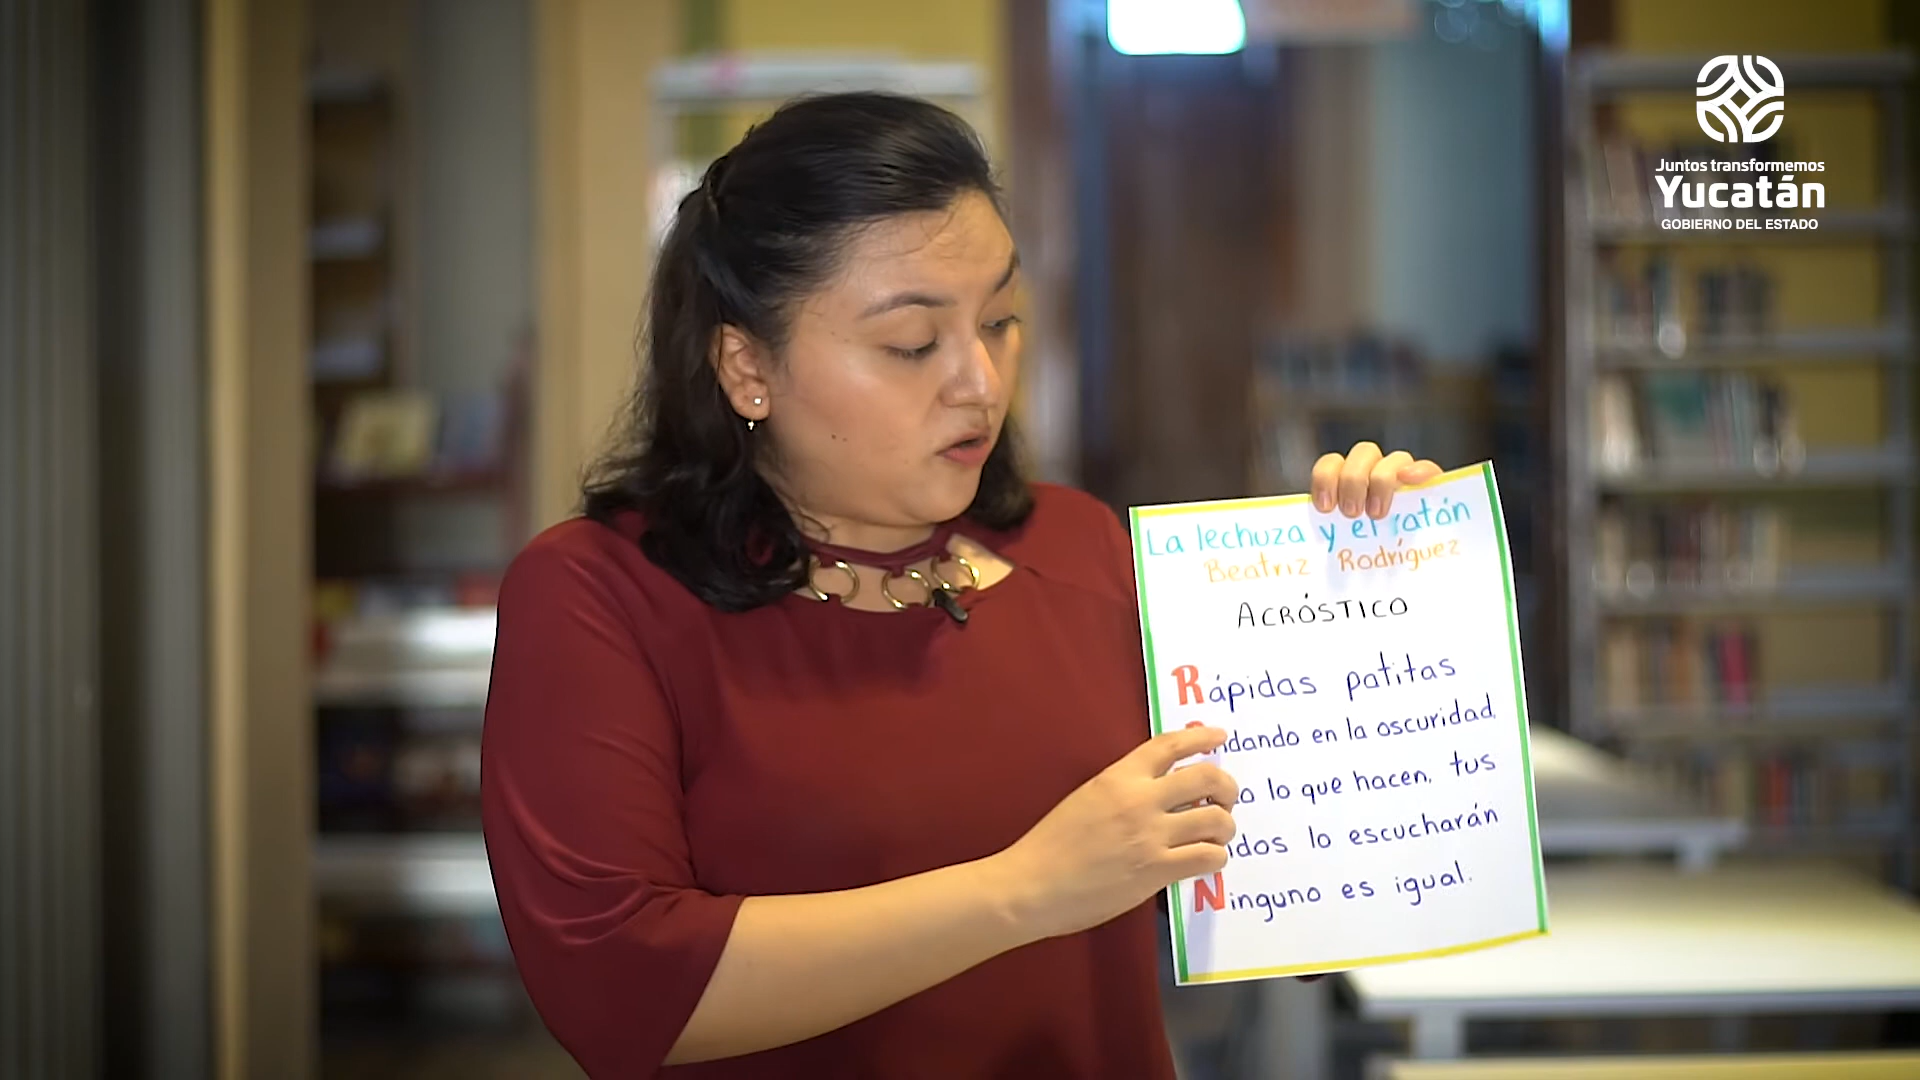 Juntos transformemos
Yucatán
GOBIERNO DEL ESTADO
La lechuza y el ratón
Beatriz Rodríguez
ACRÓSTICO
Rápidas patitas
ndando en la oscuridad,
lo que hacen, tus
idos lo escucharán
Ninguno es igual.